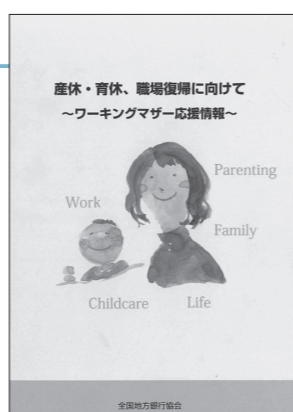 産休・育休、職場復帰に向けて
～ワーキングマザー応援情報～
Parenting
Work
Family
Childcare
Life
全国地方銀行協会